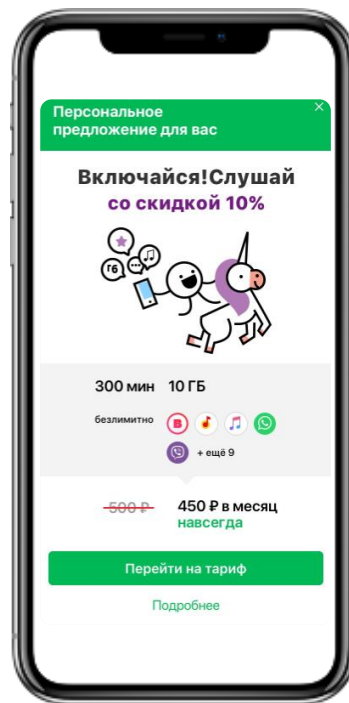 Персональное
предложение для вас
Включайся!Слушай
со скидкой 10%
Гб
300 мин 10 ГБ
безлимитно
+ ещё 9
500 ₽ 450 ₽ в месяц
навсегда
Перейти на тариф
Подробнее